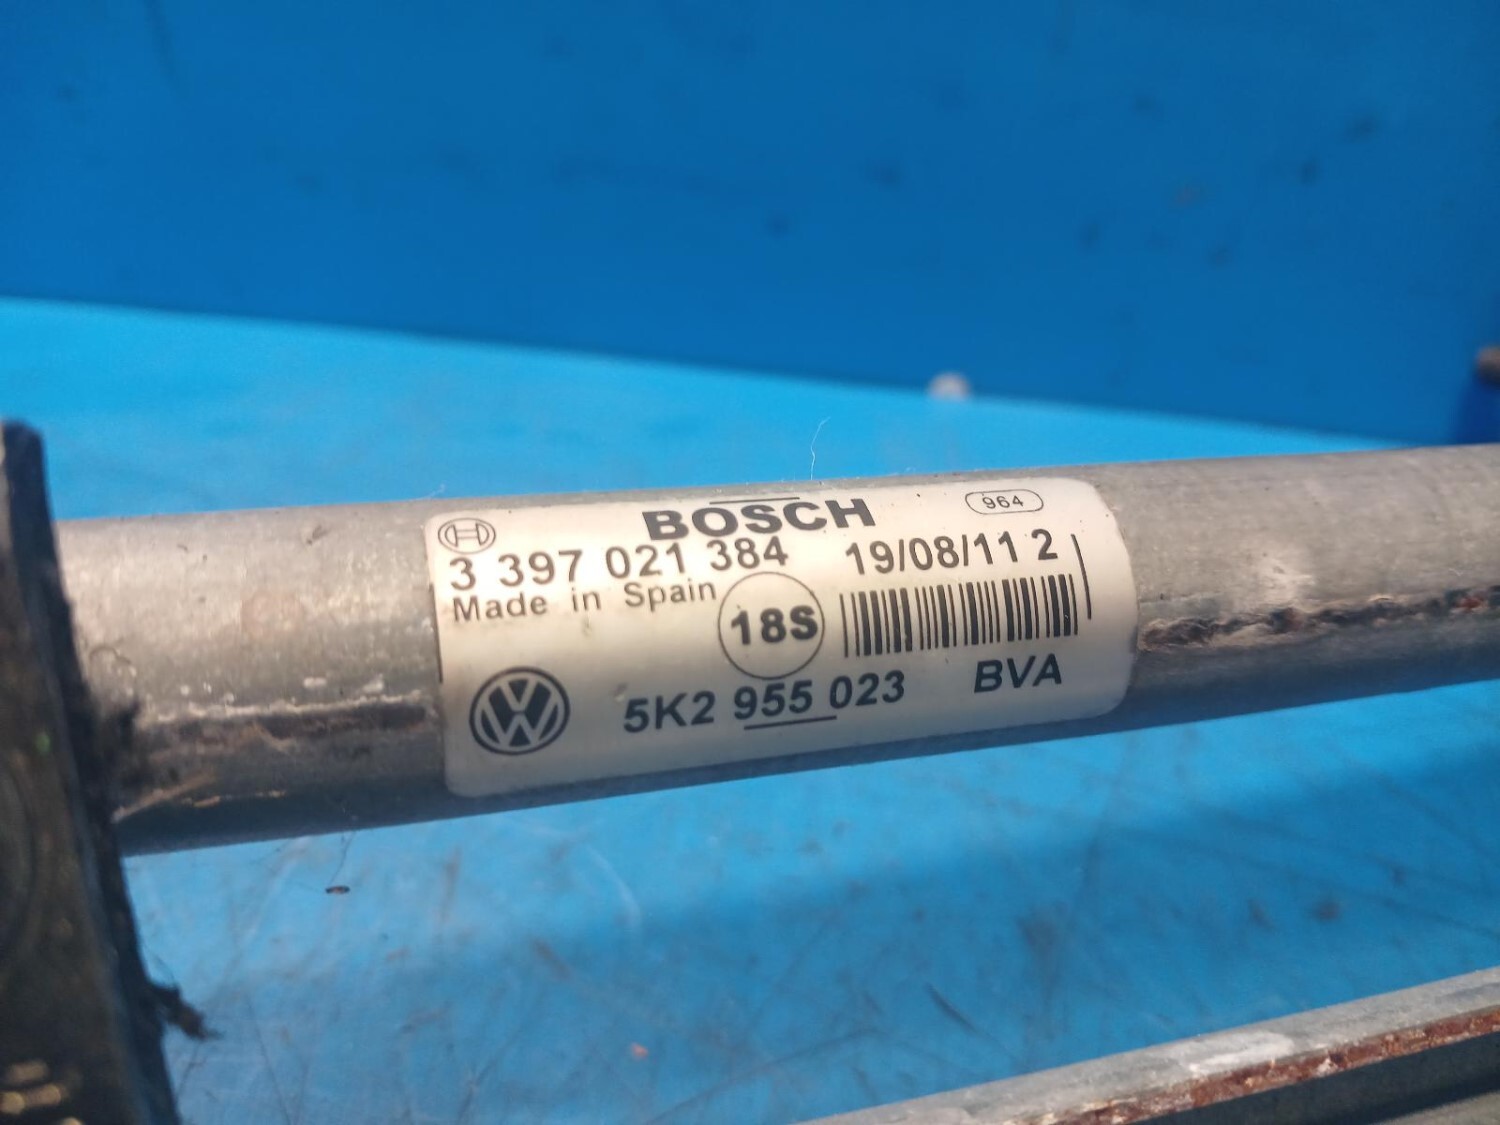 BOSCH
964
3 397 021 384
19/08/11 2
Made in Spain
18S
5K2 955 023 BVA